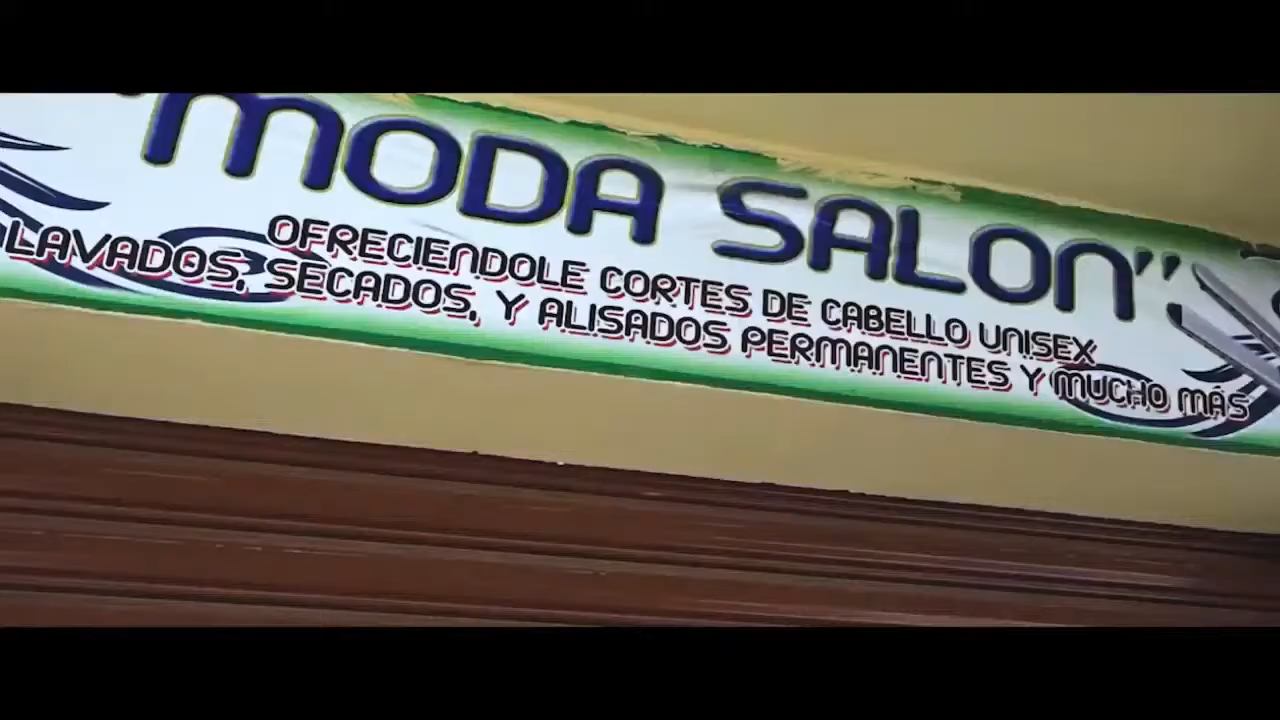 "MODA SALON"
OFRECIENDOLE CORTES DE CABELLO UNISEX
LAVADOS, SECADOS, Y ALISADOS PERMANENTES Y MUCHO MÁS